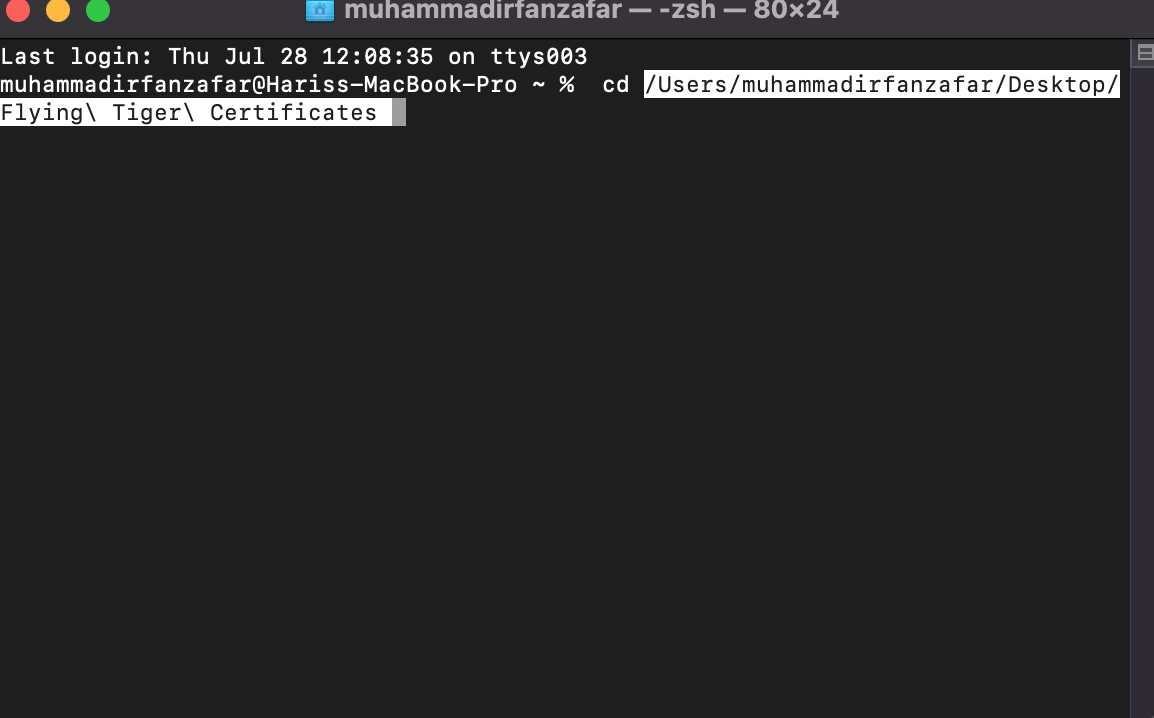 muhammadirfanzafar — -zsh — 80×24
Last login: Thu Jul 28 12:08:35 on ttys003
muhammadirfanzafar@Hariss-MacBook-Pro ~ %  cd /Users/muhammadirfanzafar/Desktop/
Flying\ Tiger\ Certificates